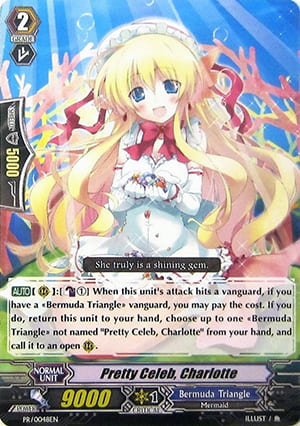 2
GRADE
5000
She truly is a shining gem.
AUTO [ ]:[ ①] When this unit's attack hits a vanguard, if you
have a «Bermuda Triangle» vanguard, you may pay the cost. If you
do, return this unit to your hand, choose up to one «Bermuda
Triangle» not named "Pretty Celeb, Charlotte" from your hand, and
call it to an open .
NORMAL
UNIT
Pretty Celeb, Charlotte
POWER
9000
1
CRITICAL
Bermuda Triangle
Mermaid
PR/0048EN
ILLUST /